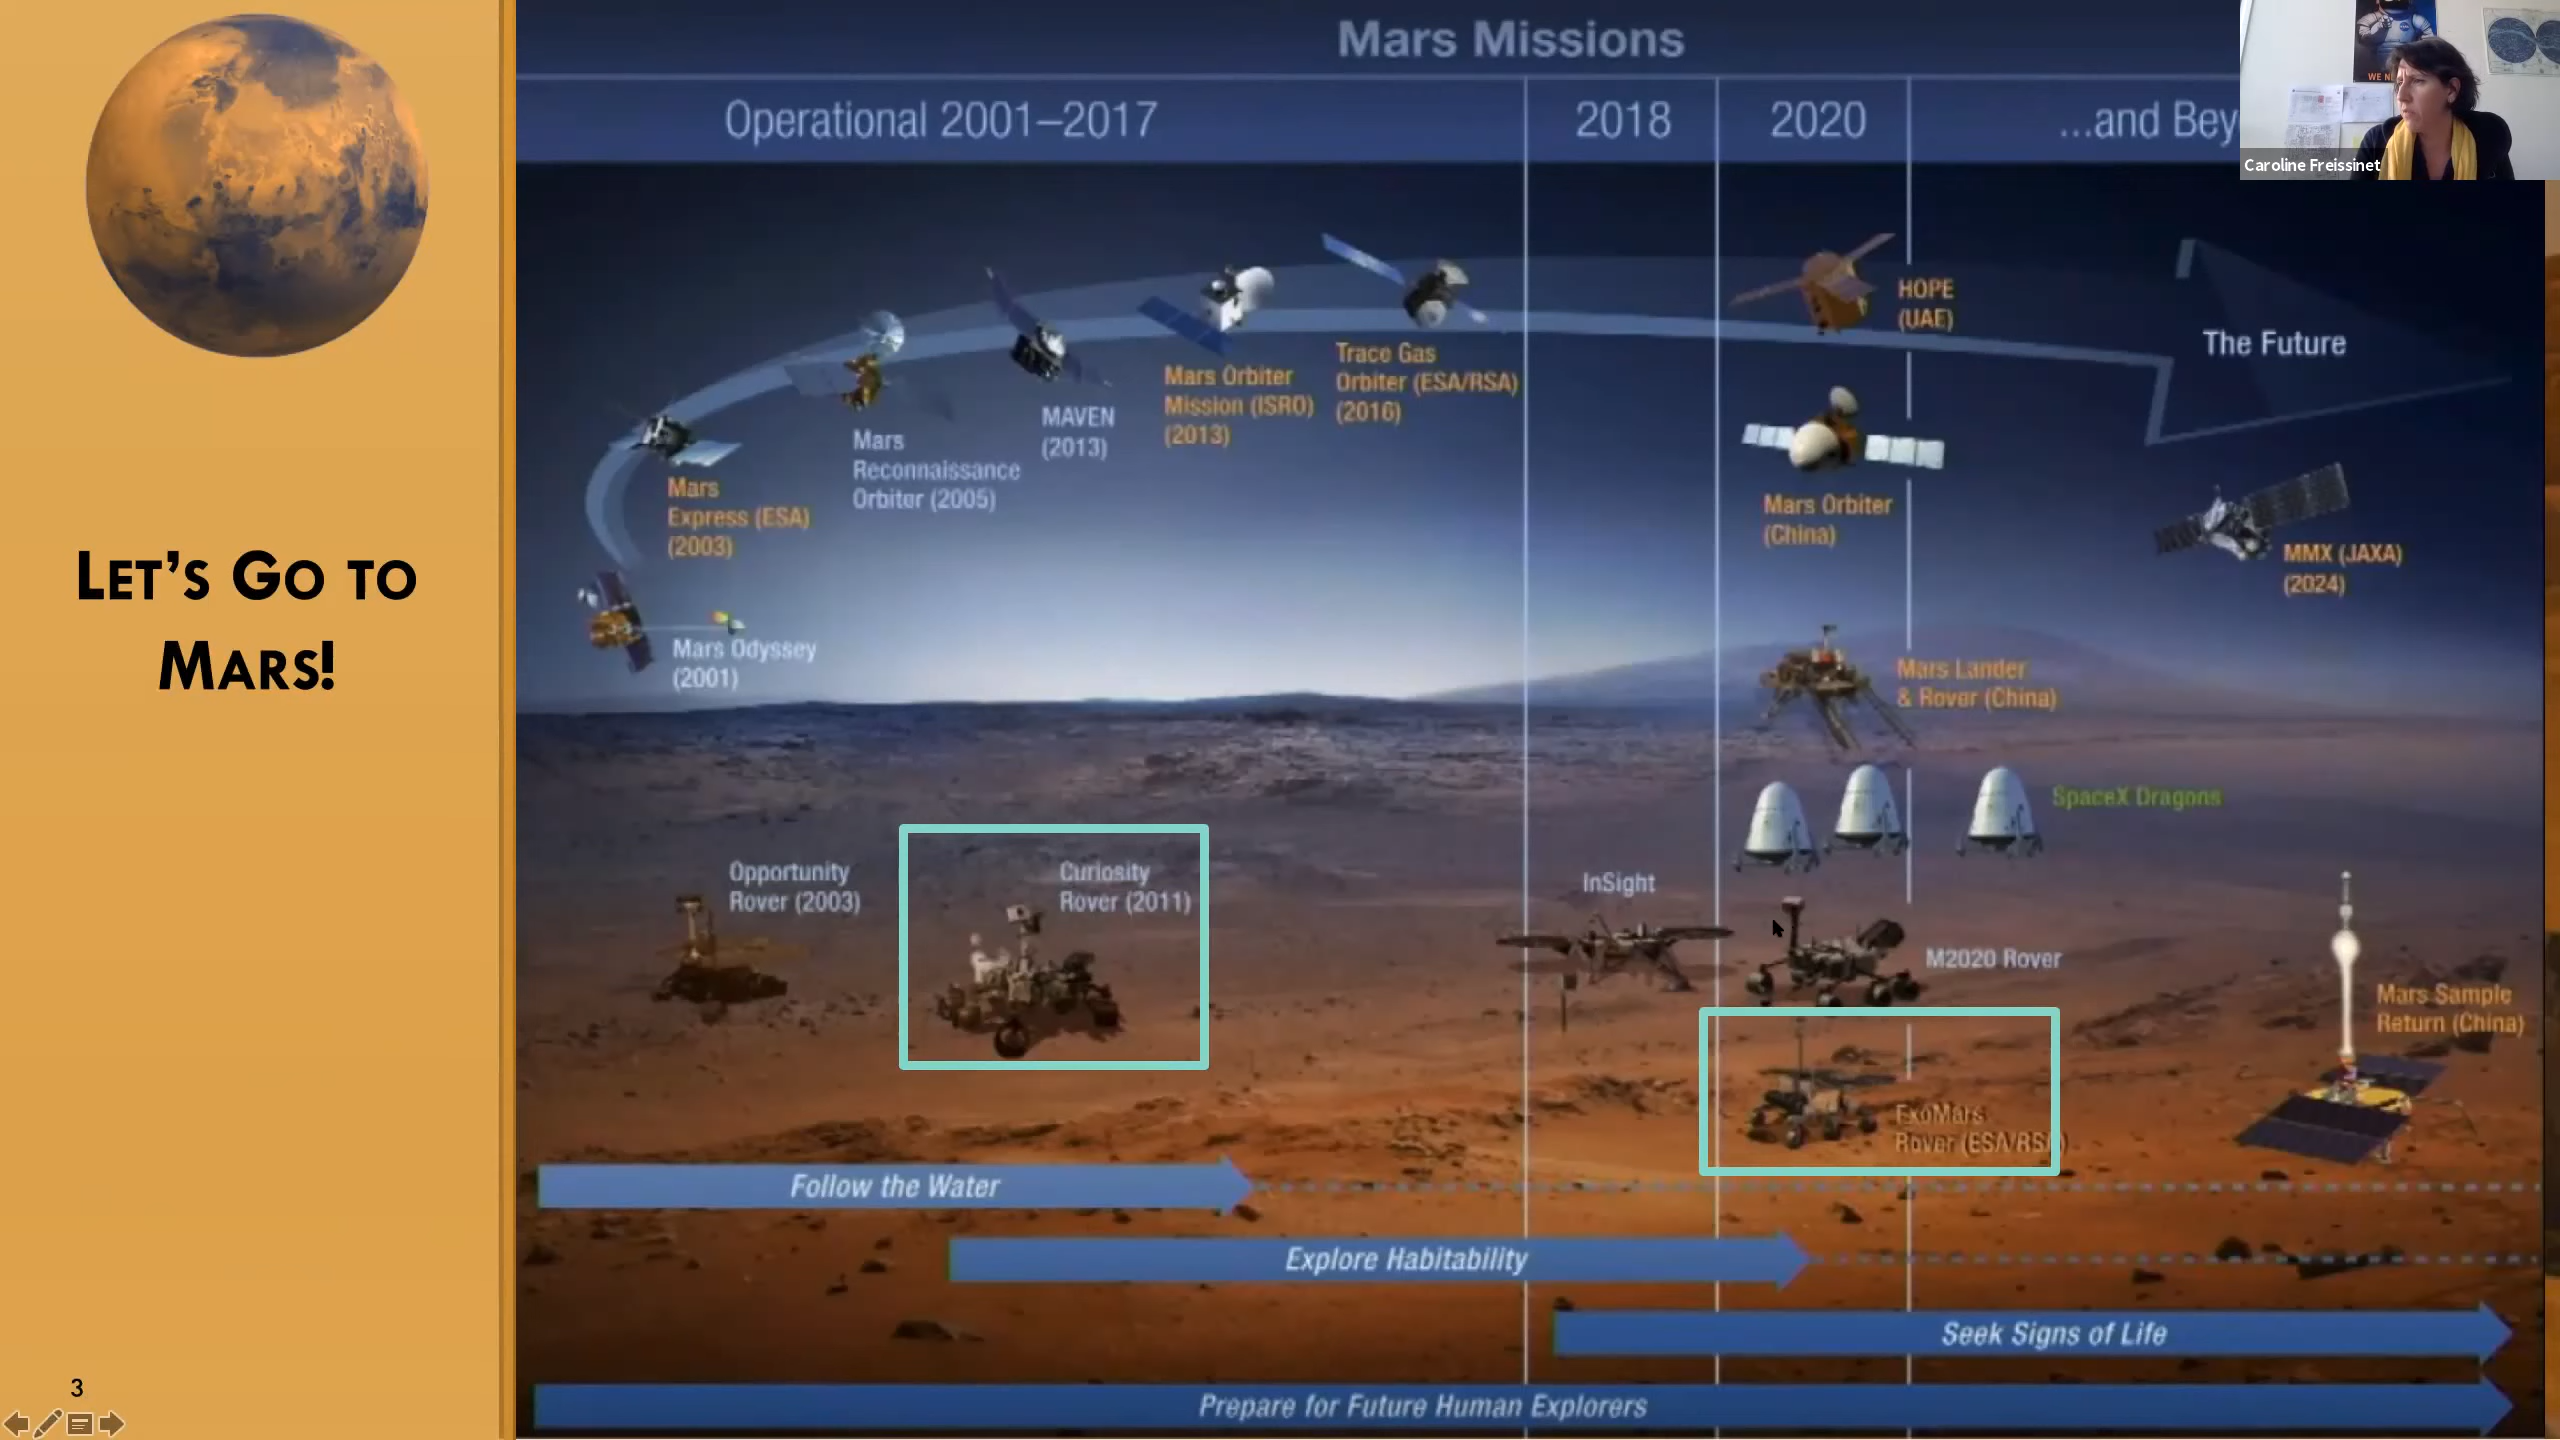 LET'S GO TO
MARS!
3
Mars Missions
Operational 2001–2017
2018
2020
...and Bey
WE N
Caroline Freissinet
HOPE
(UAE)
The Future
Trace Gas
Orbiter (ESA/RSA)
(2016)
Mars Orbiter
Mission (ISRO)
(2013)
MAVEN
(2013)
Mars
Reconnaissance
Orbiter (2005)
Mars
Express (ESA)
(2003)
Mars Odyssey
(2001)
Mars Orbiter
(China)
MMX (JAXA)
(2024)
Mars Lander
& Rover (China)
SpaceX Dragons
Opportunity
Rover (2003)
Curiosity
Rover (2011)
InSight
M2020 Rover
Mars Sample
Return (China)
ExoMars
Rover (ESA/RSA)
Follow the Water
Explore Habitability
Seek Signs of Life
Prepare for Future Human Explorers